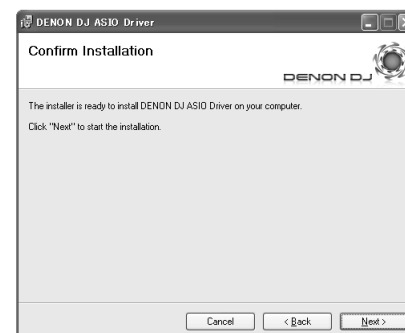 DENON DJ ASIO Driver
Confirm Installation
DENON DJ
The installer is ready to install DENON DJ ASIO Driver on your computer.
Click "Next" to start the installation.
Cancel
< Back
Next >